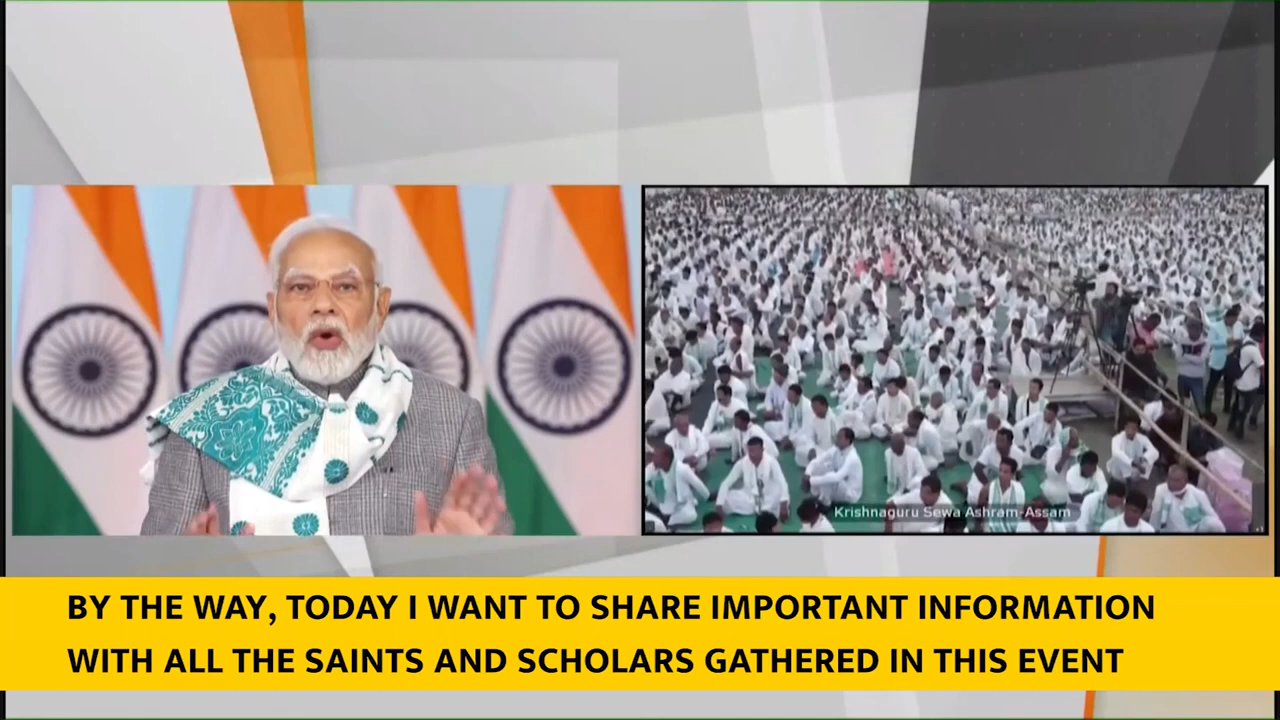 Krishnaguru Sewa Ashram-Assam
BY THE WAY, TODAY I WANT TO SHARE IMPORTANT INFORMATION
WITH ALL THE SAINTS AND SCHOLARS GATHERED IN THIS EVENT